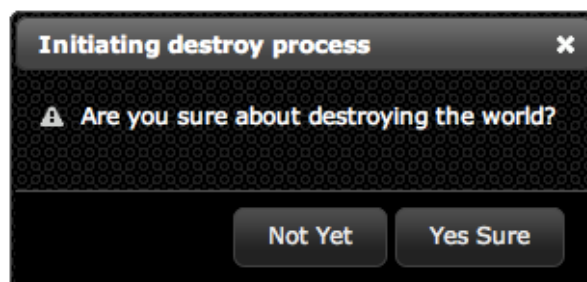 Initiating destroy process
Are you sure about destroying the world?
Not Yet Yes Sure